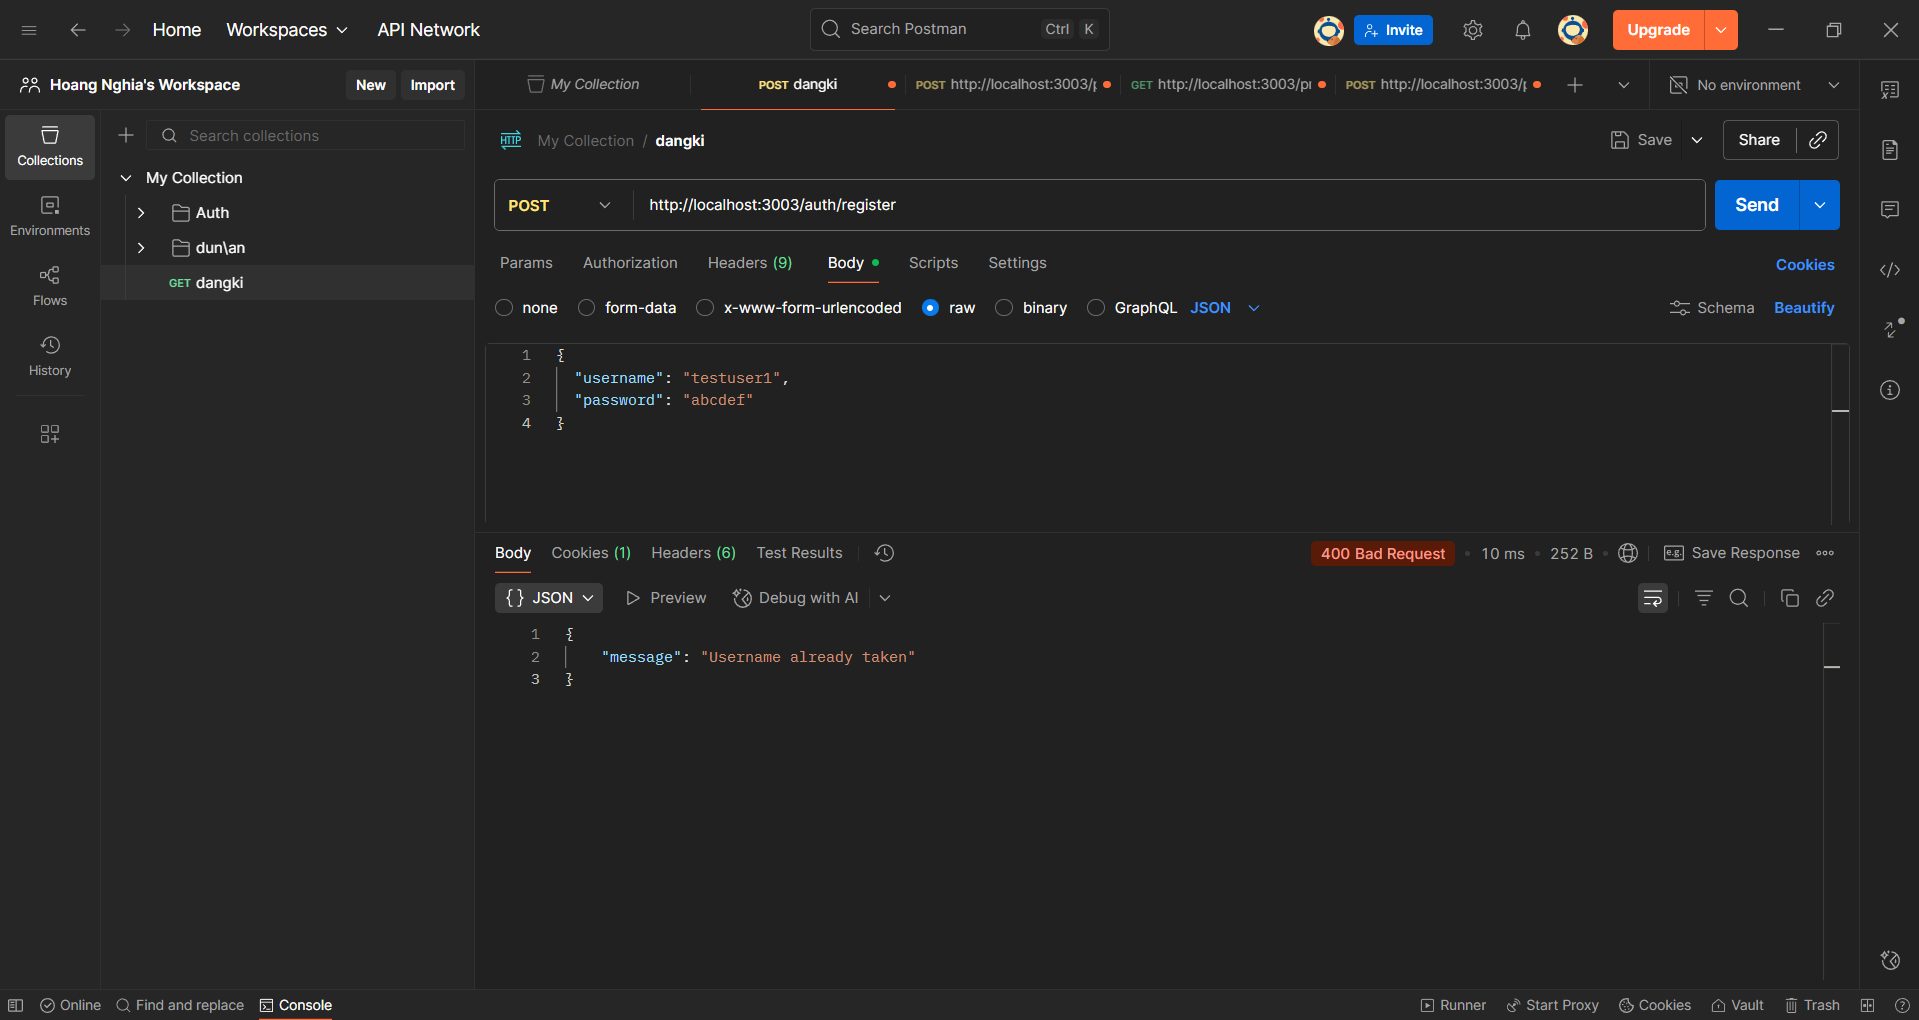 Home Workspaces API Network Search Postman Ctrl K Invite Upgrade
Hoang Nghia's Workspace New Import My Collection POST dangki POST http://localhost:3003/ GET http://localhost:3003/ POST http://localhost:3003/ No environment
Collections
Environments
Flows
History
Search collections
My Collection
Auth
dun\an
GET dangki
HTTP My Collection / dangki Save Share
POST http://localhost:3003/auth/register Send
Params Authorization Headers (9) Body Scripts Settings Cookies
none form-data x-www-form-urlencoded raw binary GraphQL JSON Schema Beautify
1 {
2 "username": "testuser1",
3 "password": "abcdef"
4 }
Body Cookies (1) Headers (6) Test Results 400 Bad Request • 10 ms • 252 B • e.g. Save Response
{} JSON Preview Debug with AI
1 {
2 "message": "Username already taken"
3 }
Online Find and replace Console Runner Start Proxy Cookies Vault Trash